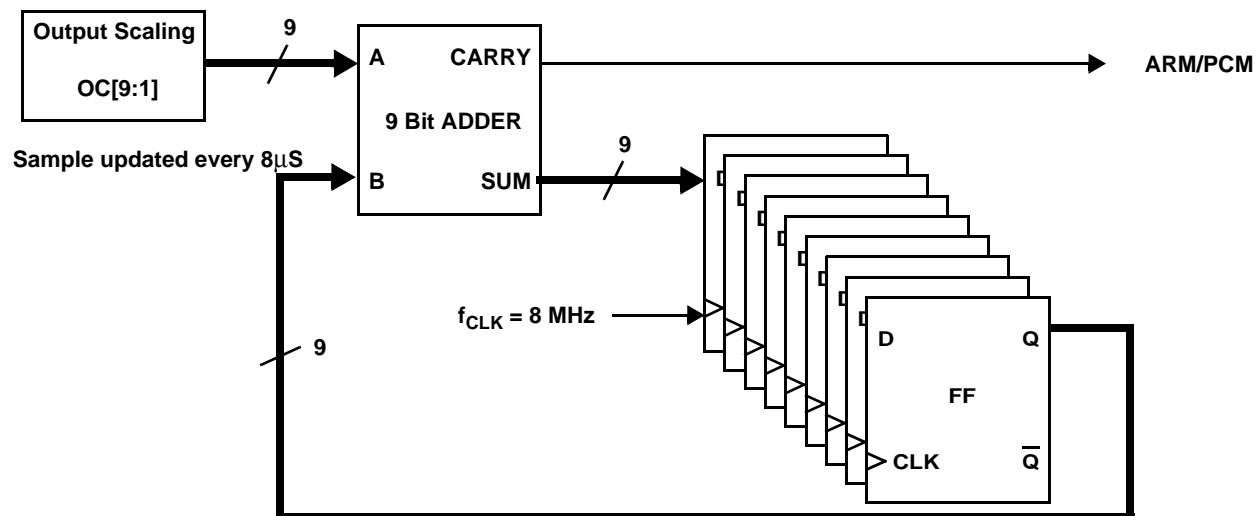 Output Scaling
OC[9:1]
9
A
CARRY
ARM/PCM
9 Bit ADDER
Sample updated every 8μS
B
SUM
9
D
D
D
D
D
D
D
D
fCLK = 8 MHz
9
D
Q
FF
CLK
Q̅